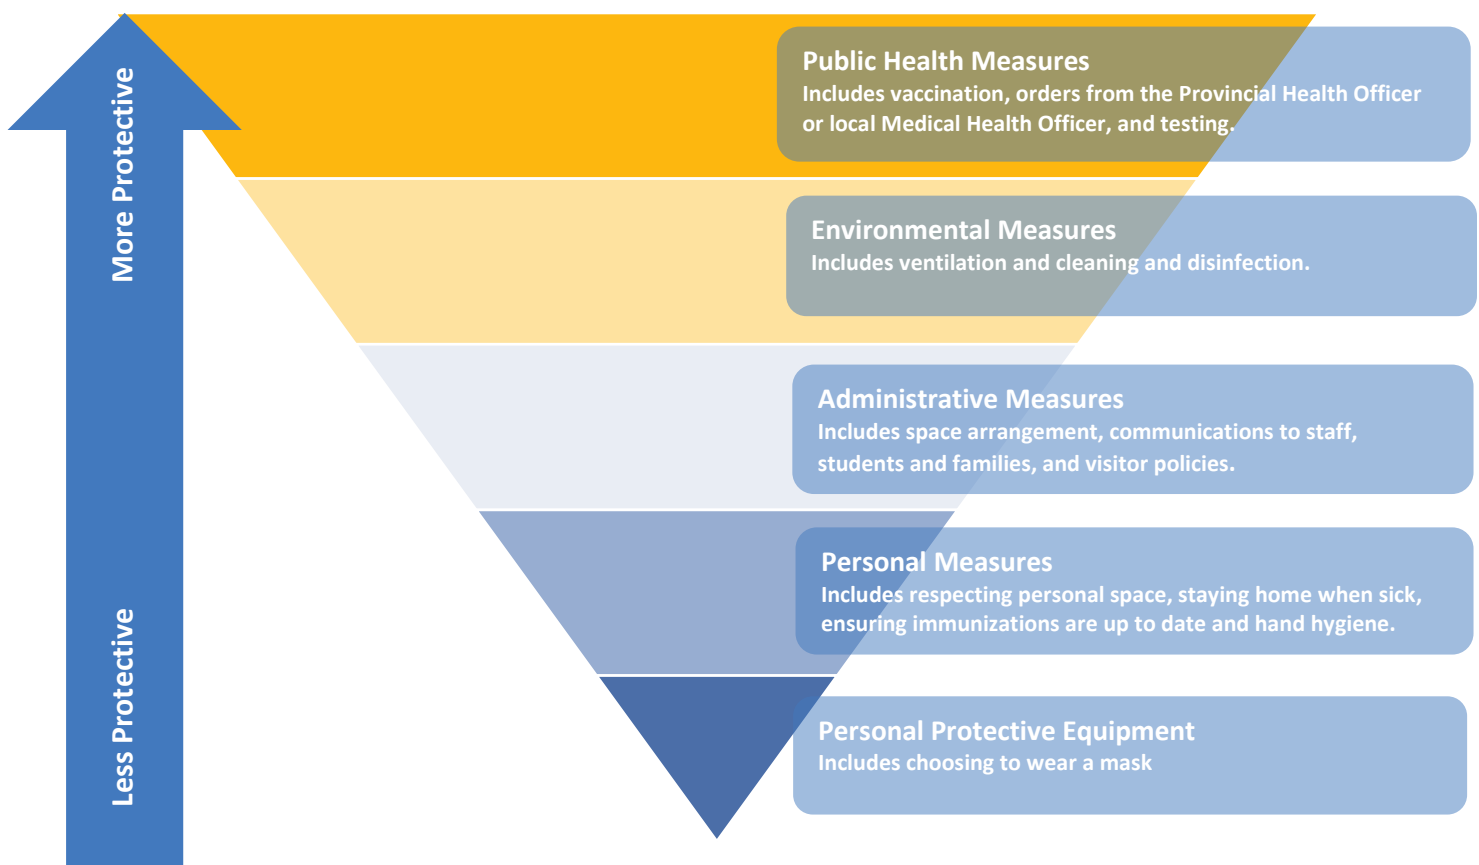 More Protective
Less Protective
Public Health Measures
Includes vaccination, orders from the Provincial Health Officer
or local Medical Health Officer, and testing.
Environmental Measures
Includes ventilation and cleaning and disinfection.
Administrative Measures
Includes space arrangement, communications to staff,
students and families, and visitor policies.
Personal Measures
Includes respecting personal space, staying home when sick,
ensuring immunizations are up to date and hand hygiene.
Personal Protective Equipment
Includes choosing to wear a mask